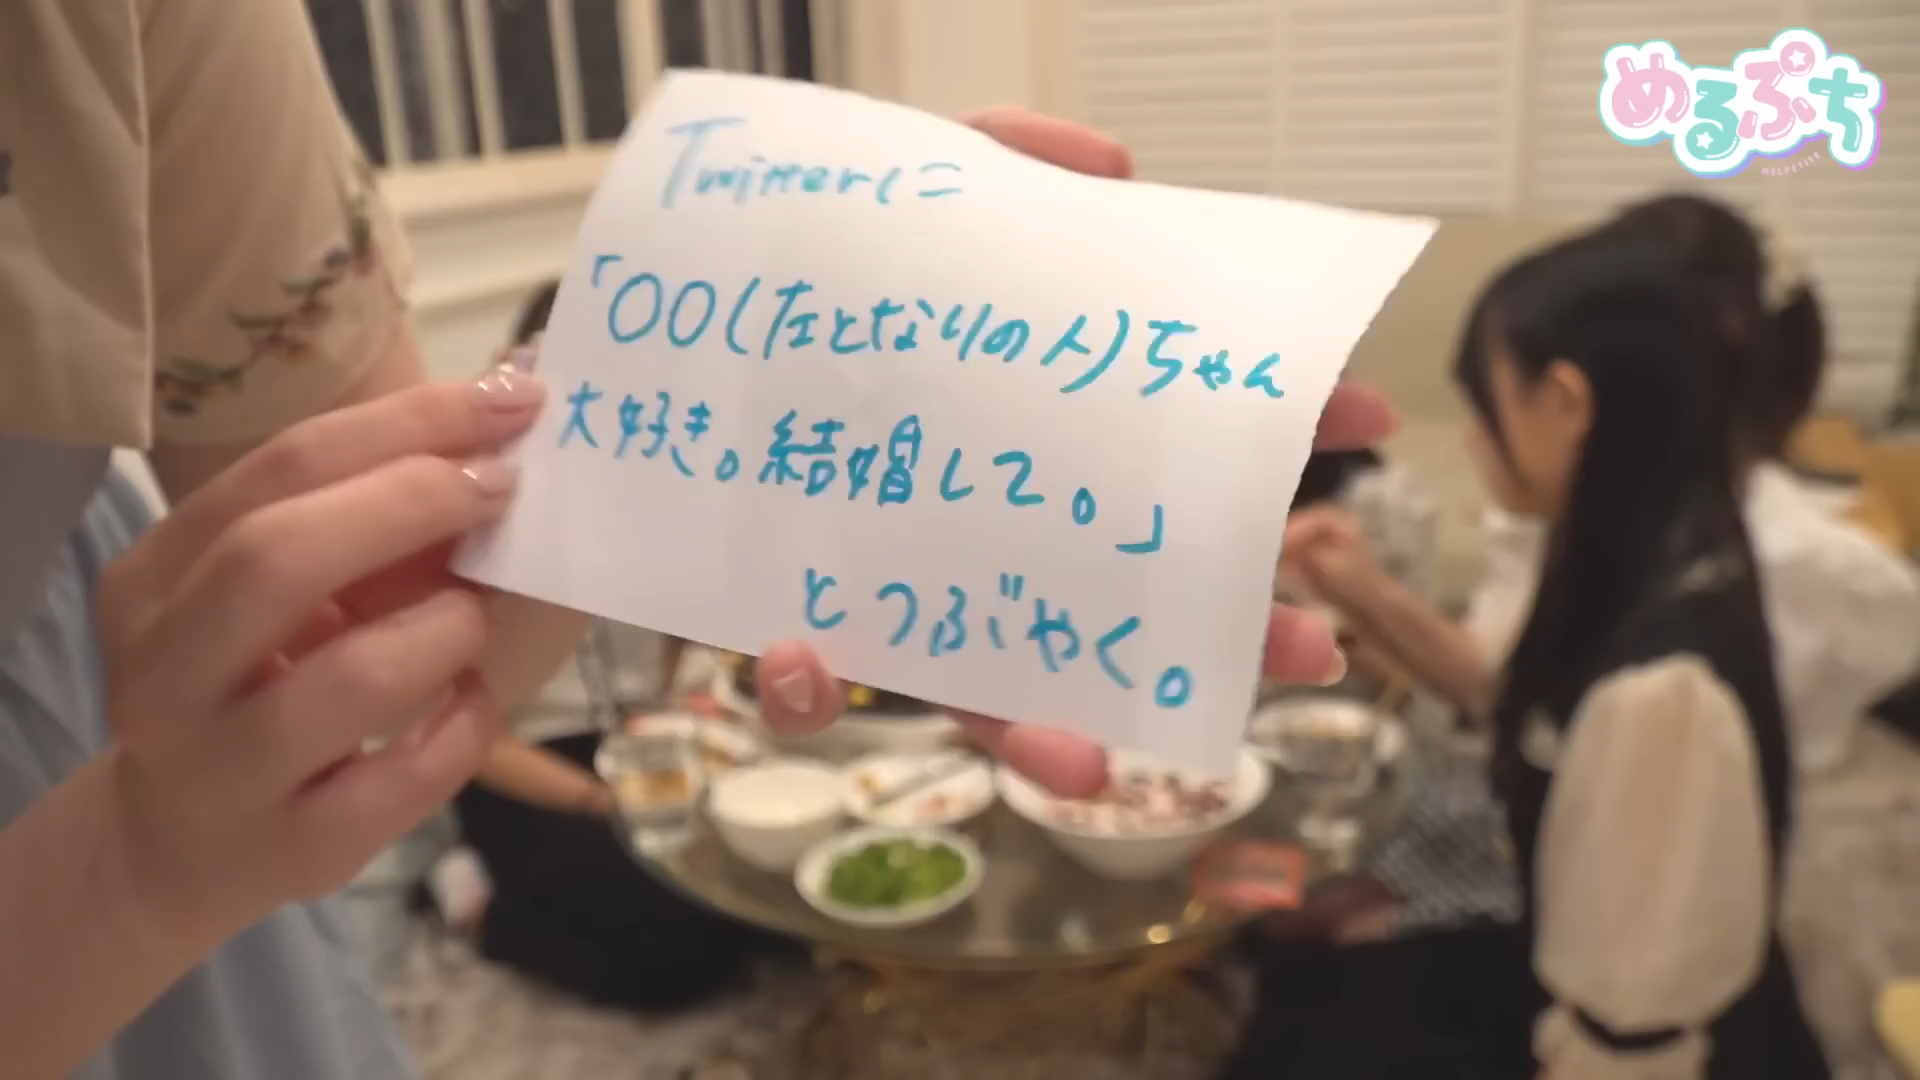 めるぷち
MELPETITE
Twitterに
「○○(左となりの人)ちゃん
大好き。結婚して。」
とつぶやく。